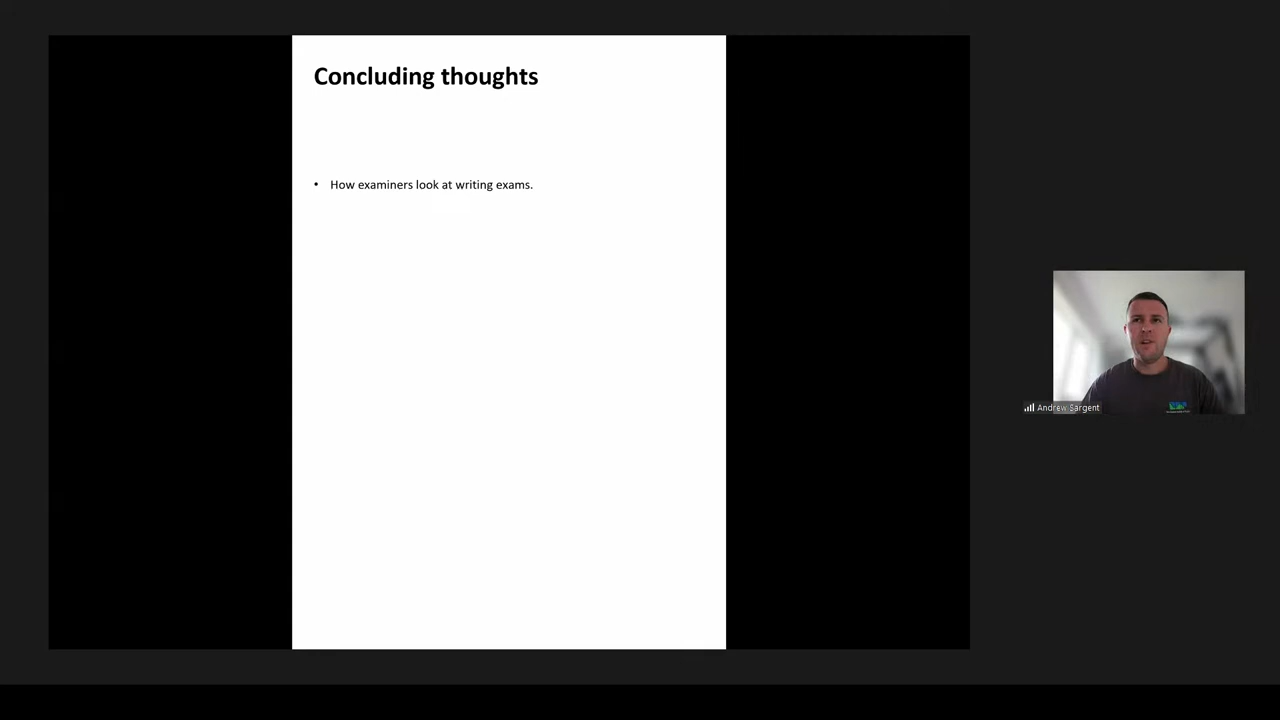 Concluding thoughts
• How examiners look at writing exams.
Andrew Sargent